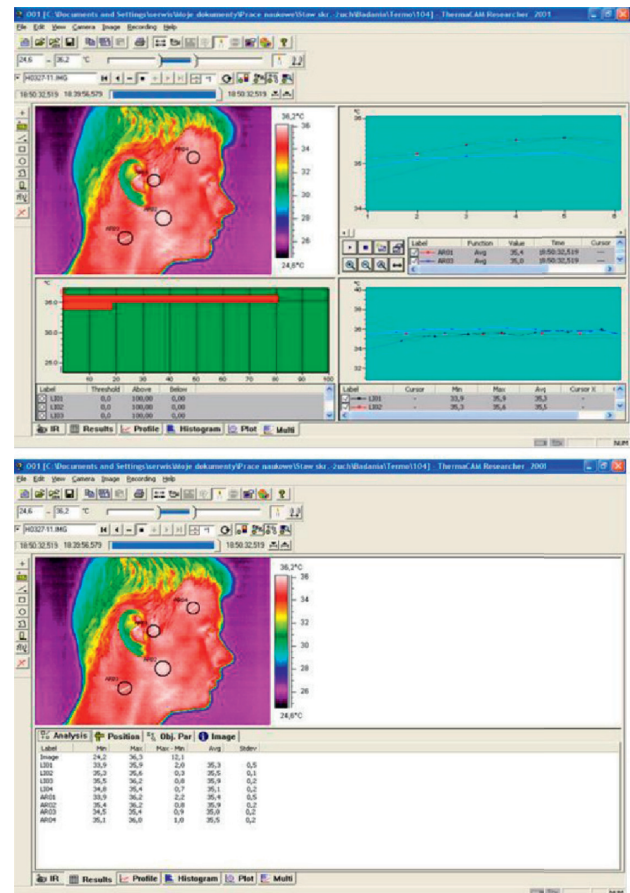 001 [C:\Documents and Settings\serwis\Moje dokumenty\Prace naukowe\Staw skr.-żuch\Badania\Termo\104] - ThermaCAM Researcher 2001
File Edit View Camera Image Recording Help
24,6 - 36,2 °C
H0327-11.IMG
18:50:32,519 18:39:56,579 18:50:32,519
36,2°C
36
34
32
30
28
26
24,6°C
AR04
AR02
AR03
°C
36
35
34
1 2 3 4 5 6
Label Function Value Time Cursor
AR01 Avg 35,4 18:50:32,519 ---
AR03 Avg 35,0 18:50:32,519 ---
°C
36.0
30.0
25.0
10 20 30 40 50 60 70 80 90 100
Label Threshold Above Below
LI01 0,0 100,00 0,00
LI02 0,0 100,00 0,00
LI03 0,0 100,00 0,00
°C
40
38
36
34
32
Label Cursor Min Max Avg Cursor X
LI01 - 33,9 35,9 35,3 -
LI02 - 35,3 35,6 35,5 -
IR Results Profile Histogram Plot Multi
NUM
001 [C:\Documents and Settings\serwis\Moje dokumenty\Prace naukowe\Staw skr.-żuch\Badania\Termo\104] - ThermaCAM Researcher 2001
File Edit View Camera Image Recording Help
24,6 - 36,2 °C
H0327-11.IMG
18:50:32,519 18:39:56,579 18:50:32,519
36,2°C
36
34
32
30
28
26
24,6°C
AR04
AR02
AR03
Analysis Position Obj. Par Image
Label Min Max Max - Min Avg Stdev
Image 24,2 36,3 12,1
LI01 33,9 35,9 2,0 35,3 0,5
LI02 35,3 35,6 0,3 35,5 0,1
LI03 35,5 36,2 0,8 35,9 0,2
LI04 34,8 35,4 0,7 35,1 0,2
AR01 33,9 36,2 2,2 35,4 0,5
AR02 35,4 36,2 0,8 35,9 0,2
AR03 34,5 35,4 0,9 35,0 0,2
AR04 35,1 36,0 1,0 35,5 0,2
IR Results Profile Histogram Plot Multi